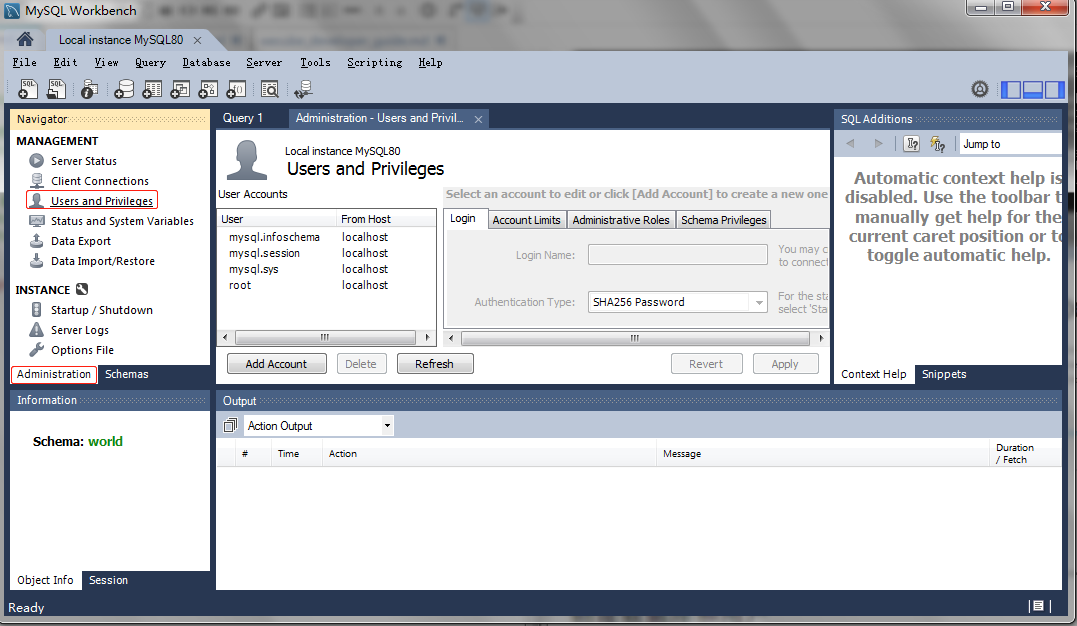 MySQL Workbench
Local instance MySQL80
File Edit View Query Database Server Tools Scripting Help
Navigator
MANAGEMENT
Server Status
Client Connections
Users and Privileges
Status and System Variables
Data Export
Data Import/Restore
INSTANCE
Startup / Shutdown
Server Logs
Options File
Administration Schemas
Information
Schema: world
Object Info Session
Query 1 Administration - Users and Privil...
Local instance MySQL80
Users and Privileges
User Accounts
User From Host
mysql.infoschema localhost
mysql.session localhost
mysql.sys localhost
root localhost
Add Account Delete Refresh
Select an account to edit or click [Add Account] to create a new one
Login Account Limits Administrative Roles Schema Privileges
Login Name:
You may c
to connect
Authentication Type: SHA256 Password
For the sta
select 'Sta
Revert Apply
SQL Additions
Jump to
Automatic context help is
disabled. Use the toolbar t
manually get help for the
current caret position or to
toggle automatic help.
Context Help Snippets
Output
Action Output
# Time Action Message Duration
/ Fetch
Ready